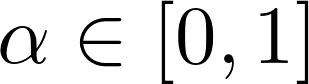 α ∈ [0, 1]